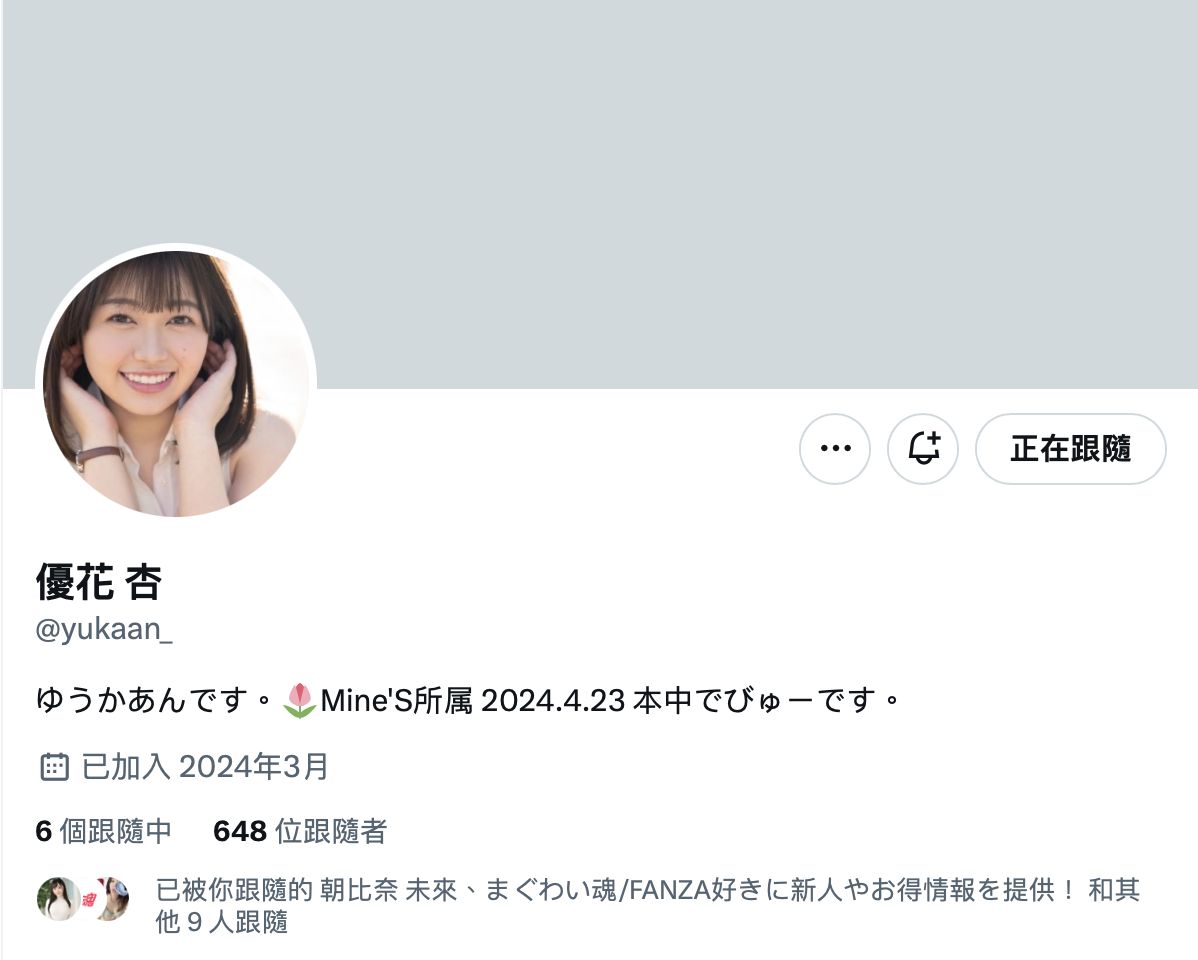 正在跟隨
優花 杏
@yukaan_
ゆうかあんです。🌷Mine'S所属 2024.4.23 本中でびゅーです。
已加入 2024年3月
6 個跟隨中 648 位跟隨者
已被你跟隨的 朝比奈 未來、まぐわい魂/FANZA好きに新人やお得情報を提供！ 和其
他 9 人跟隨